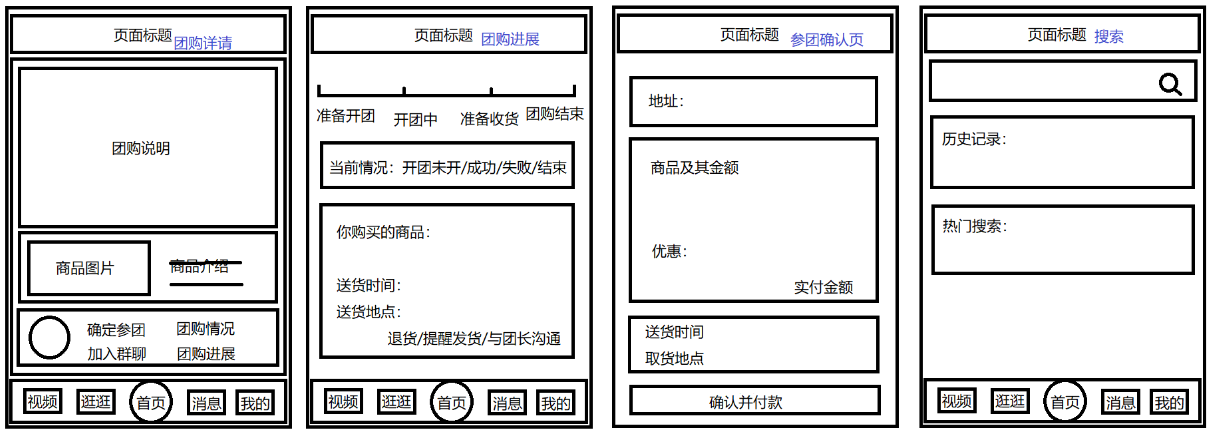 页面标题 团购详请
团购说明
商品图片
商品介绍
确定参团 团购情况
加入群聊 团购进展
视频 逛逛 首页 消息 我的
页面标题 团购进展
准备开团 开团中 准备收货 团购结束
当前情况：开团未开/成功/失败/结束
你购买的商品：
送货时间：
送货地点：
退货/提醒发货/与团长沟通
视频 逛逛 首页 消息 我的
页面标题 参团确认页
地址：
商品及其金额
优惠：
实付金额
送货时间
取货地点
确认并付款
页面标题 搜索
历史记录：
热门搜索：
视频 逛逛 首页 消息 我的